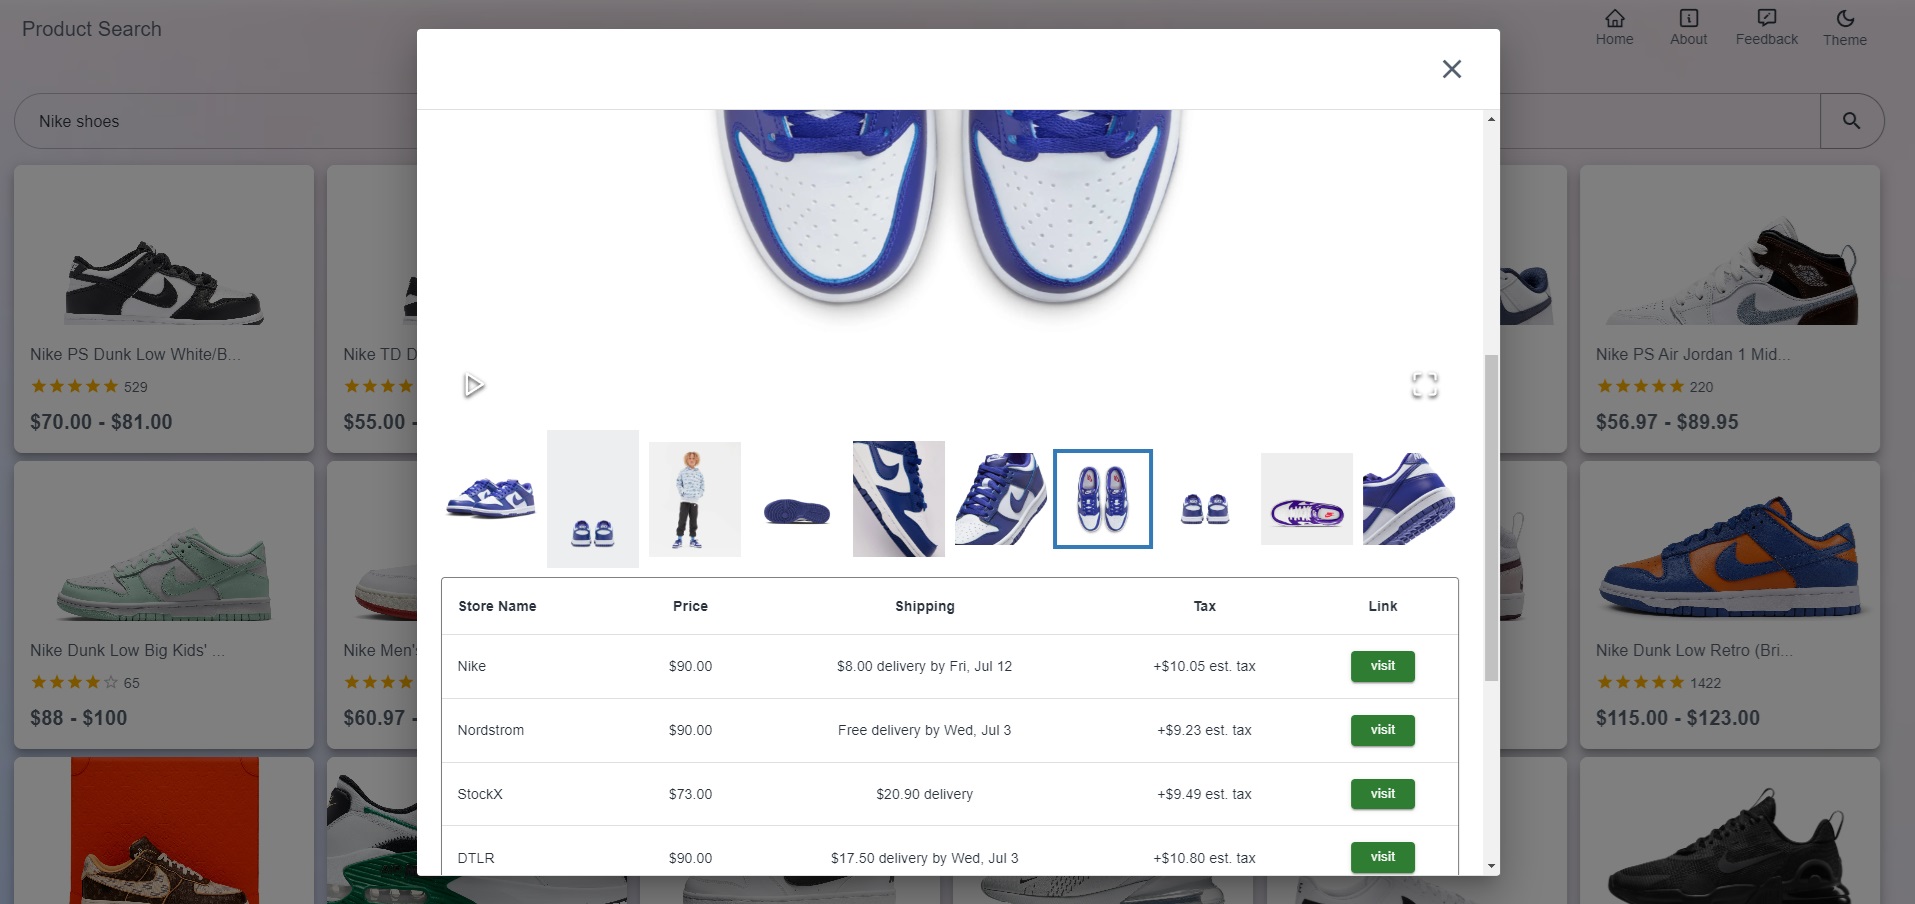 Product Search
Home
About
Feedback
Theme
Nike shoes
Nike PS Dunk Low White/B...
529
$70.00 - $81.00
Nike TD D
$55.00 -
Nike PS Air Jordan 1 Mid...
220
$56.97 - $89.95
Nike Dunk Low Big Kids' ...
65
$88 - $100
Nike Men'
$60.97 -
Nike Dunk Low Retro (Bri...
1422
$115.00 - $123.00
Store Name Price Shipping Tax Link
Nike $90.00 $8.00 delivery by Fri, Jul 12 +$10.05 est. tax visit
Nordstrom $90.00 Free delivery by Wed, Jul 3 +$9.23 est. tax visit
StockX $73.00 $20.90 delivery +$9.49 est. tax visit
DTLR $90.00 $17.50 delivery by Wed, Jul 3 +$10.80 est. tax visit